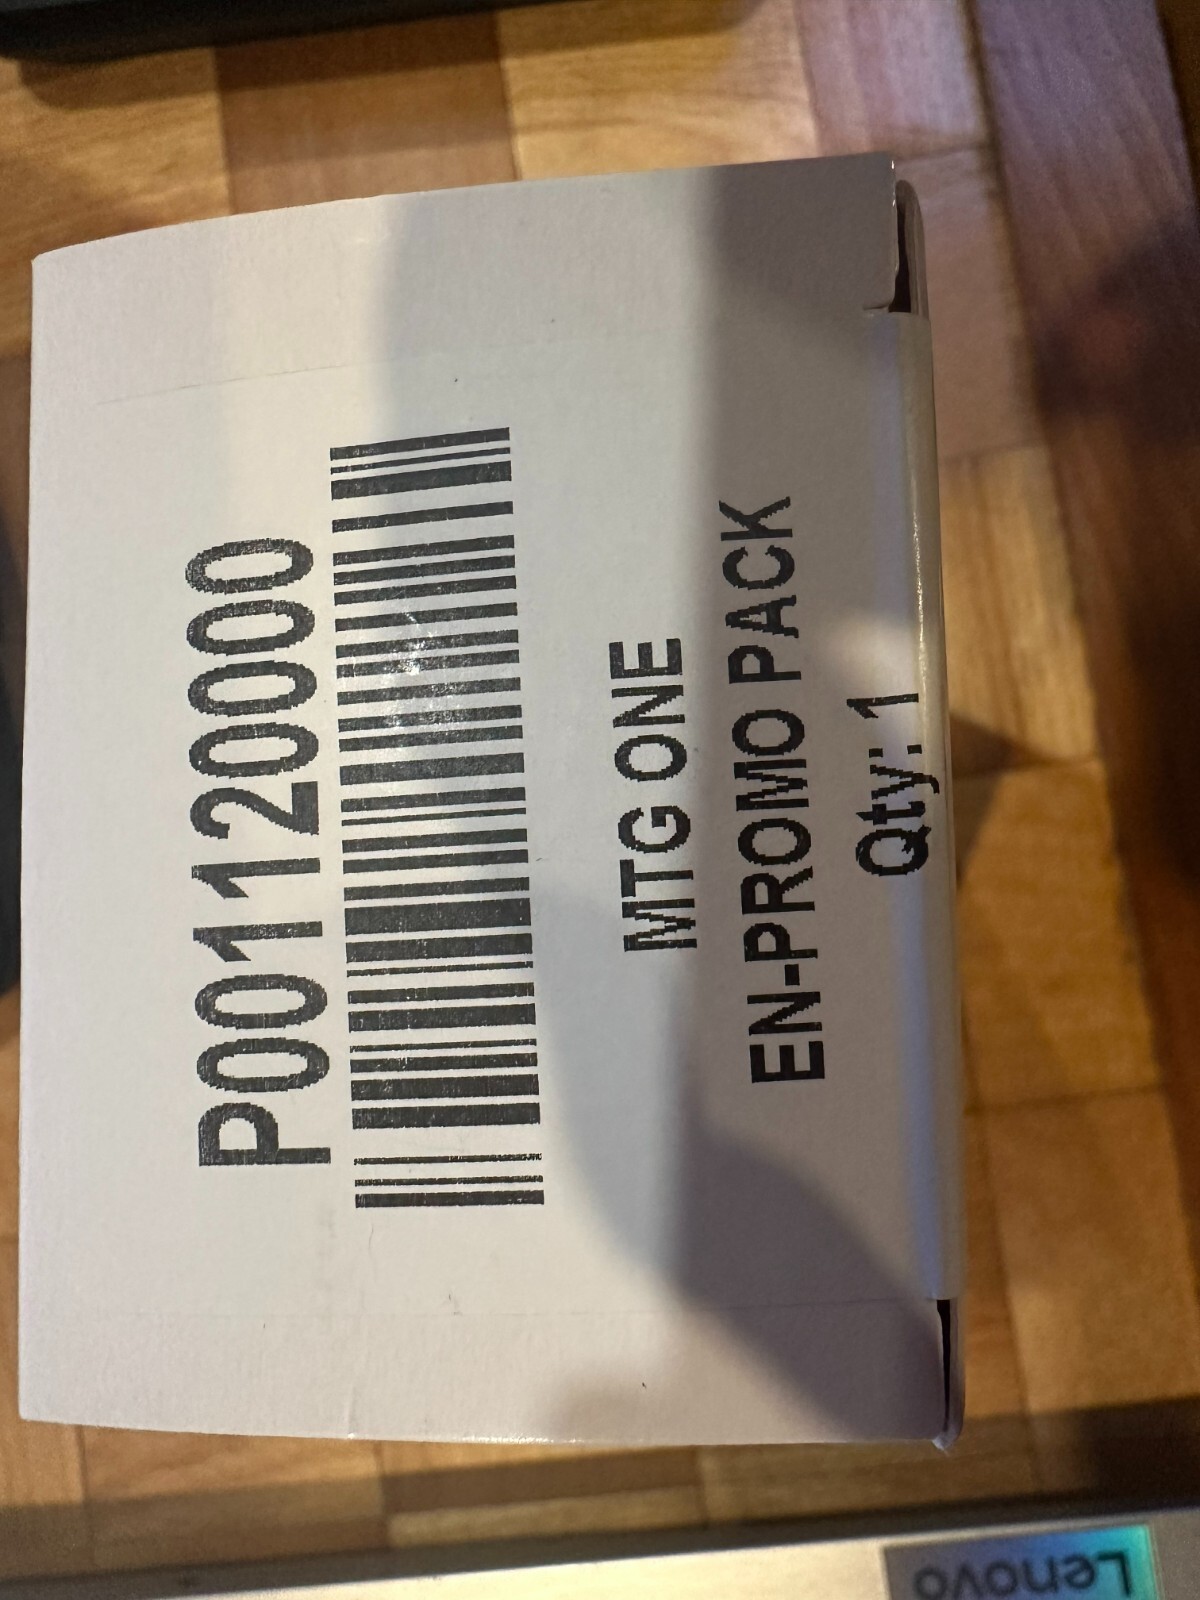 P00112000
MTG ONE
EN-PROMO PACK
Qty:1
Lenovo